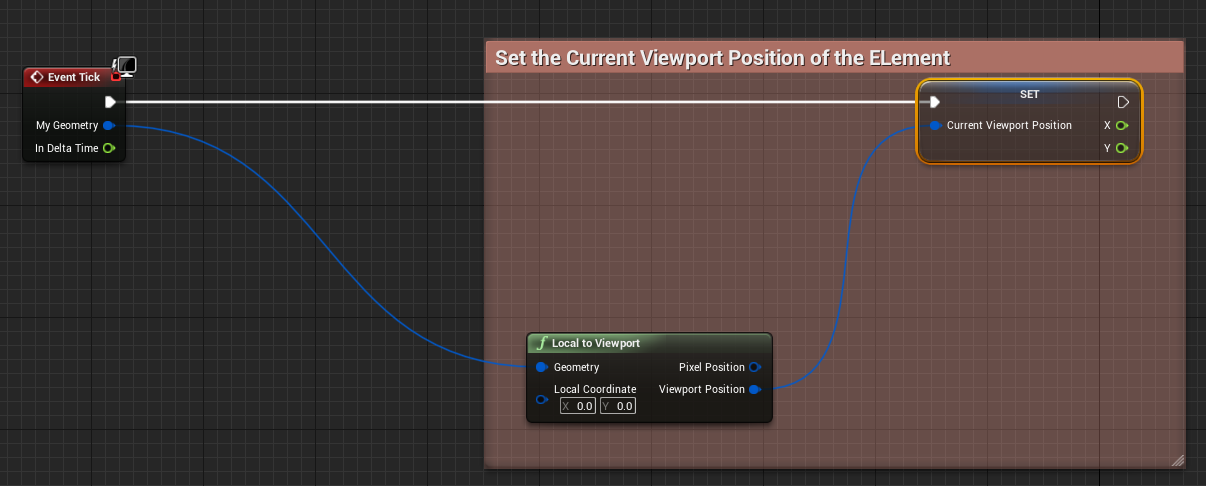 Set the Current Viewport Position of the ELement
Event Tick
My Geometry
In Delta Time
SET
Current Viewport Position X
Y
f Local to Viewport
Geometry Pixel Position
Local Coordinate Viewport Position
X 0.0 Y 0.0